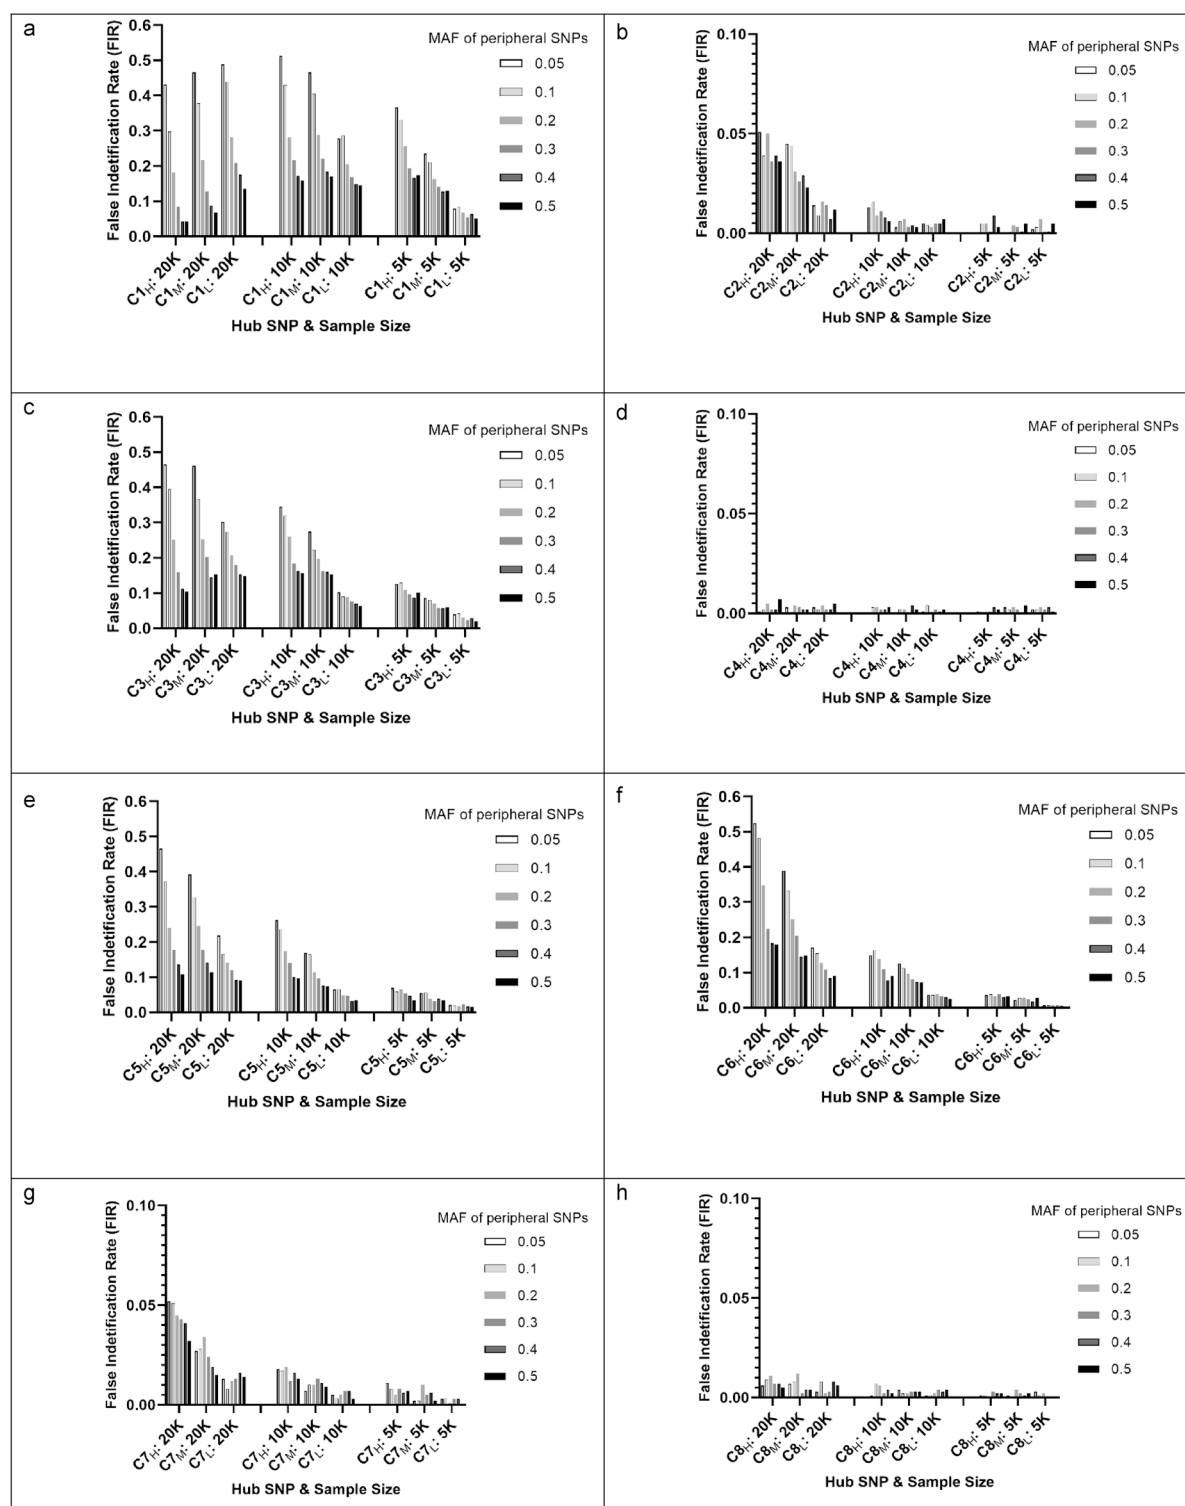 a
False Indetification Rate (FIR)
0.6
0.5
0.4
0.3
0.2
0.1
0.0
C1H: 20K
C1M: 20K
C1L: 20K
C1H: 10K
C1M: 10K
C1L: 10K
C1H: 5K
C1M: 5K
C1L: 5K
Hub SNP & Sample Size
MAF of peripheral SNPs
0.05
0.1
0.2
0.3
0.4
0.5
b
False Indetification Rate (FIR)
0.10
0.05
0.00
C2H: 20K
C2M: 20K
C2L: 20K
C2H: 10K
C2M: 10K
C2L: 10K
C2H: 5K
C2M: 5K
C2L: 5K
Hub SNP & Sample Size
MAF of peripheral SNPs
0.05
0.1
0.2
0.3
0.4
0.5
c
False Indetification Rate (FIR)
0.6
0.5
0.4
0.3
0.2
0.1
0.0
C3H: 20K
C3M: 20K
C3L: 20K
C3H: 10K
C3M: 10K
C3L: 10K
C3H: 5K
C3M: 5K
C3L: 5K
Hub SNP & Sample Size
MAF of peripheral SNPs
0.05
0.1
0.2
0.3
0.4
0.5
d
False Indetification Rate (FIR)
0.10
0.05
0.00
C4H: 20K
C4M: 20K
C4L: 20K
C4H: 10K
C4M: 10K
C4L: 10K
C4H: 5K
C4M: 5K
C4L: 5K
Hub SNP & Sample Size
MAF of peripheral SNPs
0.05
0.1
0.2
0.3
0.4
0.5
e
False Indetification Rate (FIR)
0.6
0.5
0.4
0.3
0.2
0.1
0.0
C5H: 20K
C5M: 20K
C5L: 20K
C5H: 10K
C5M: 10K
C5L: 10K
C5H: 5K
C5M: 5K
C5L: 5K
Hub SNP & Sample Size
MAF of peripheral SNPs
0.05
0.1
0.2
0.3
0.4
0.5
f
False Indetification Rate (FIR)
0.6
0.5
0.4
0.3
0.2
0.1
0.0
C6H: 20K
C6M: 20K
C6L: 20K
C6H: 10K
C6M: 10K
C6L: 10K
C6H: 5K
C6M: 5K
C6L: 5K
Hub SNP & Sample Size
MAF of peripheral SNPs
0.05
0.1
0.2
0.3
0.4
0.5
g
False Indetification Rate (FIR)
0.10
0.05
0.00
C7H: 20K
C7M: 20K
C7L: 20K
C7H: 10K
C7M: 10K
C7L: 10K
C7H: 5K
C7M: 5K
C7L: 5K
Hub SNP & Sample Size
MAF of peripheral SNPs
0.05
0.1
0.2
0.3
0.4
0.5
h
False Indetification Rate (FIR)
0.10
0.05
0.00
C8H: 20K
C8M: 20K
C8L: 20K
C8H: 10K
C8M: 10K
C8L: 10K
C8H: 5K
C8M: 5K
C8L: 5K
Hub SNP & Sample Size
MAF of peripheral SNPs
0.05
0.1
0.2
0.3
0.4
0.5